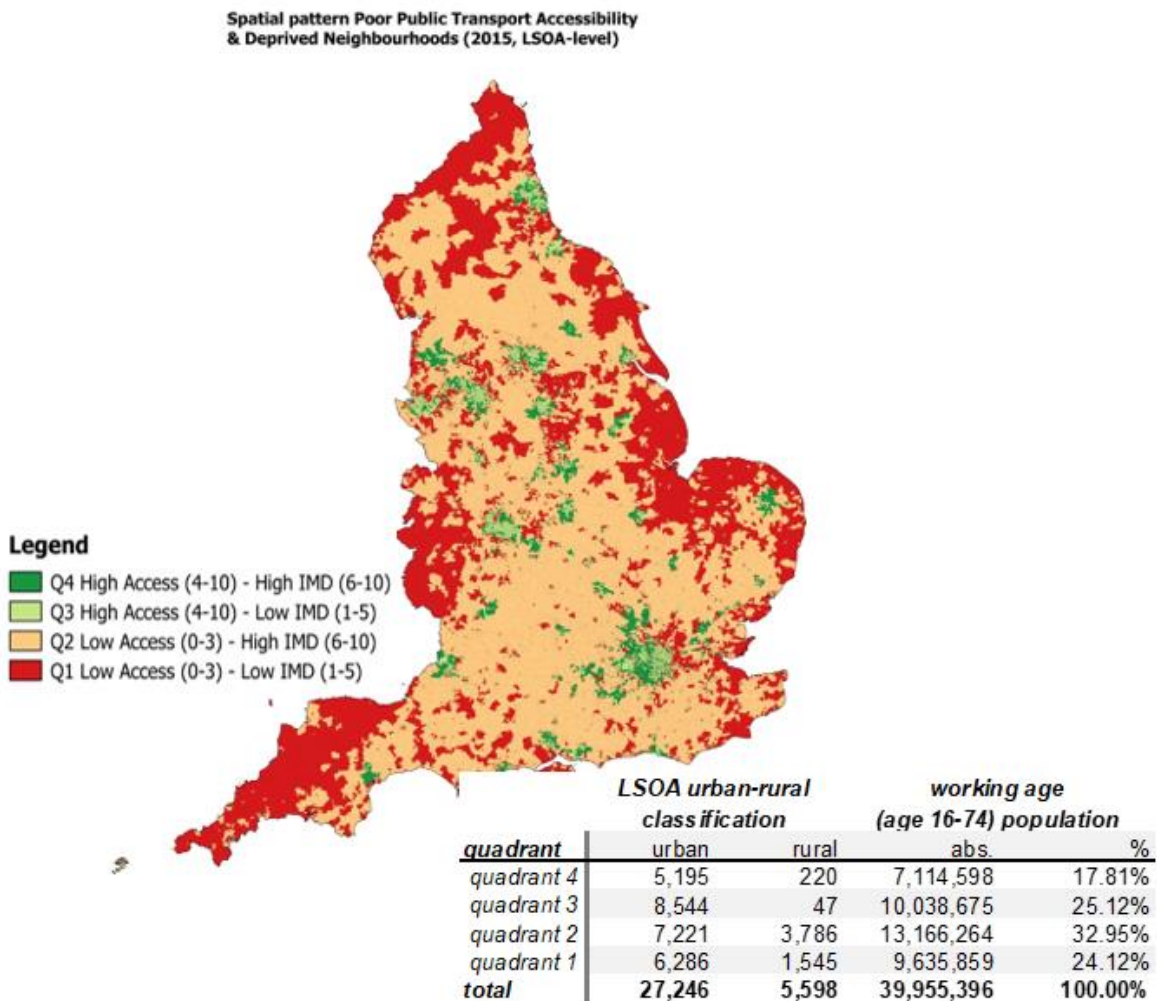 Spatial pattern Poor Public Transport Accessibility
& Deprived Neighbourhoods (2015, LSOA-level)
Legend
Q4 High Access (4-10) - High IMD (6-10)
Q3 High Access (4-10) - Low IMD (1-5)
Q2 Low Access (0-3) - High IMD (6-10)
Q1 Low Access (0-3) - Low IMD (1-5)
LSOA urban-rural working age
classification (age 16-74) population
quadrant urban rural abs. %
quadrant 4 5,195 220 7,114,598 17.81%
quadrant 3 8,544 47 10,038,675 25.12%
quadrant 2 7,221 3,786 13,166,264 32.95%
quadrant 1 6,286 1,545 9,635,859 24.12%
total 27,246 5,598 39,955,396 100.00%